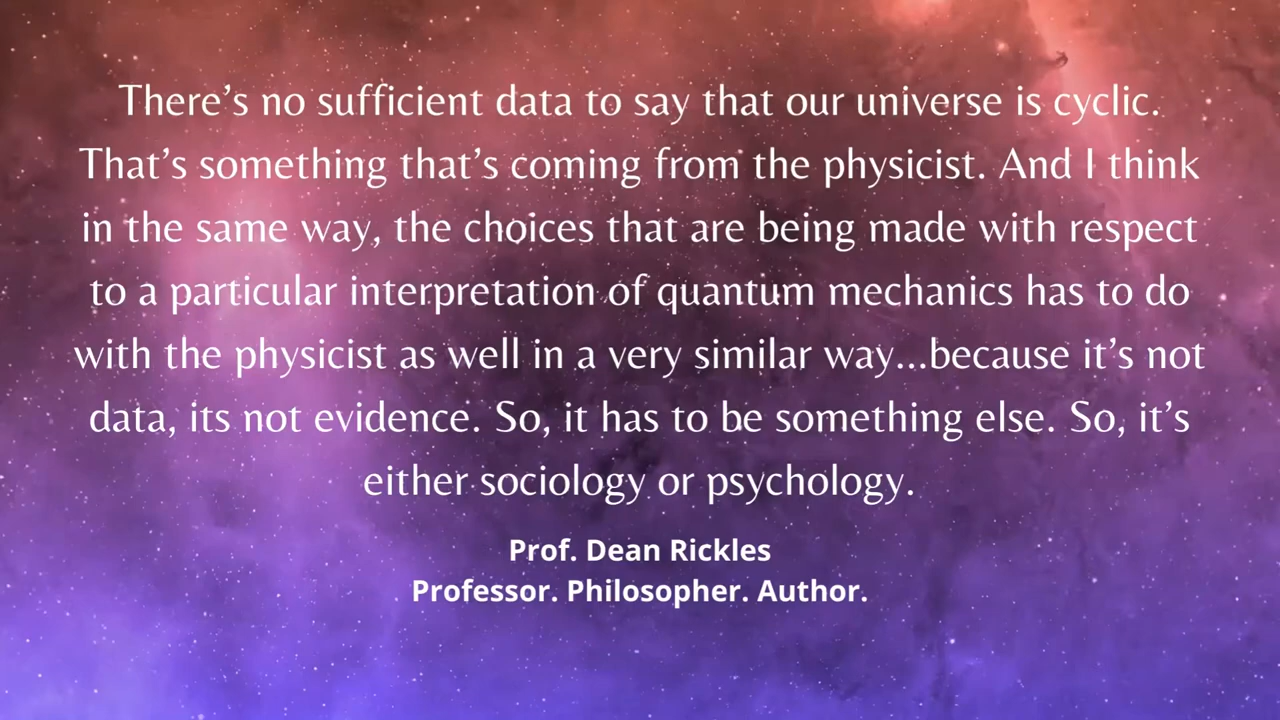 There’s no sufficient data to say that our universe is cyclic.
That’s something that’s coming from the physicist. And I think
in the same way, the choices that are being made with respect
to a particular interpretation of quantum mechanics has to do
with the physicist as well in a very similar way...because it’s not
data, its not evidence. So, it has to be something else. So, it’s
either sociology or psychology.
Prof. Dean Rickles
Professor. Philosopher. Author.